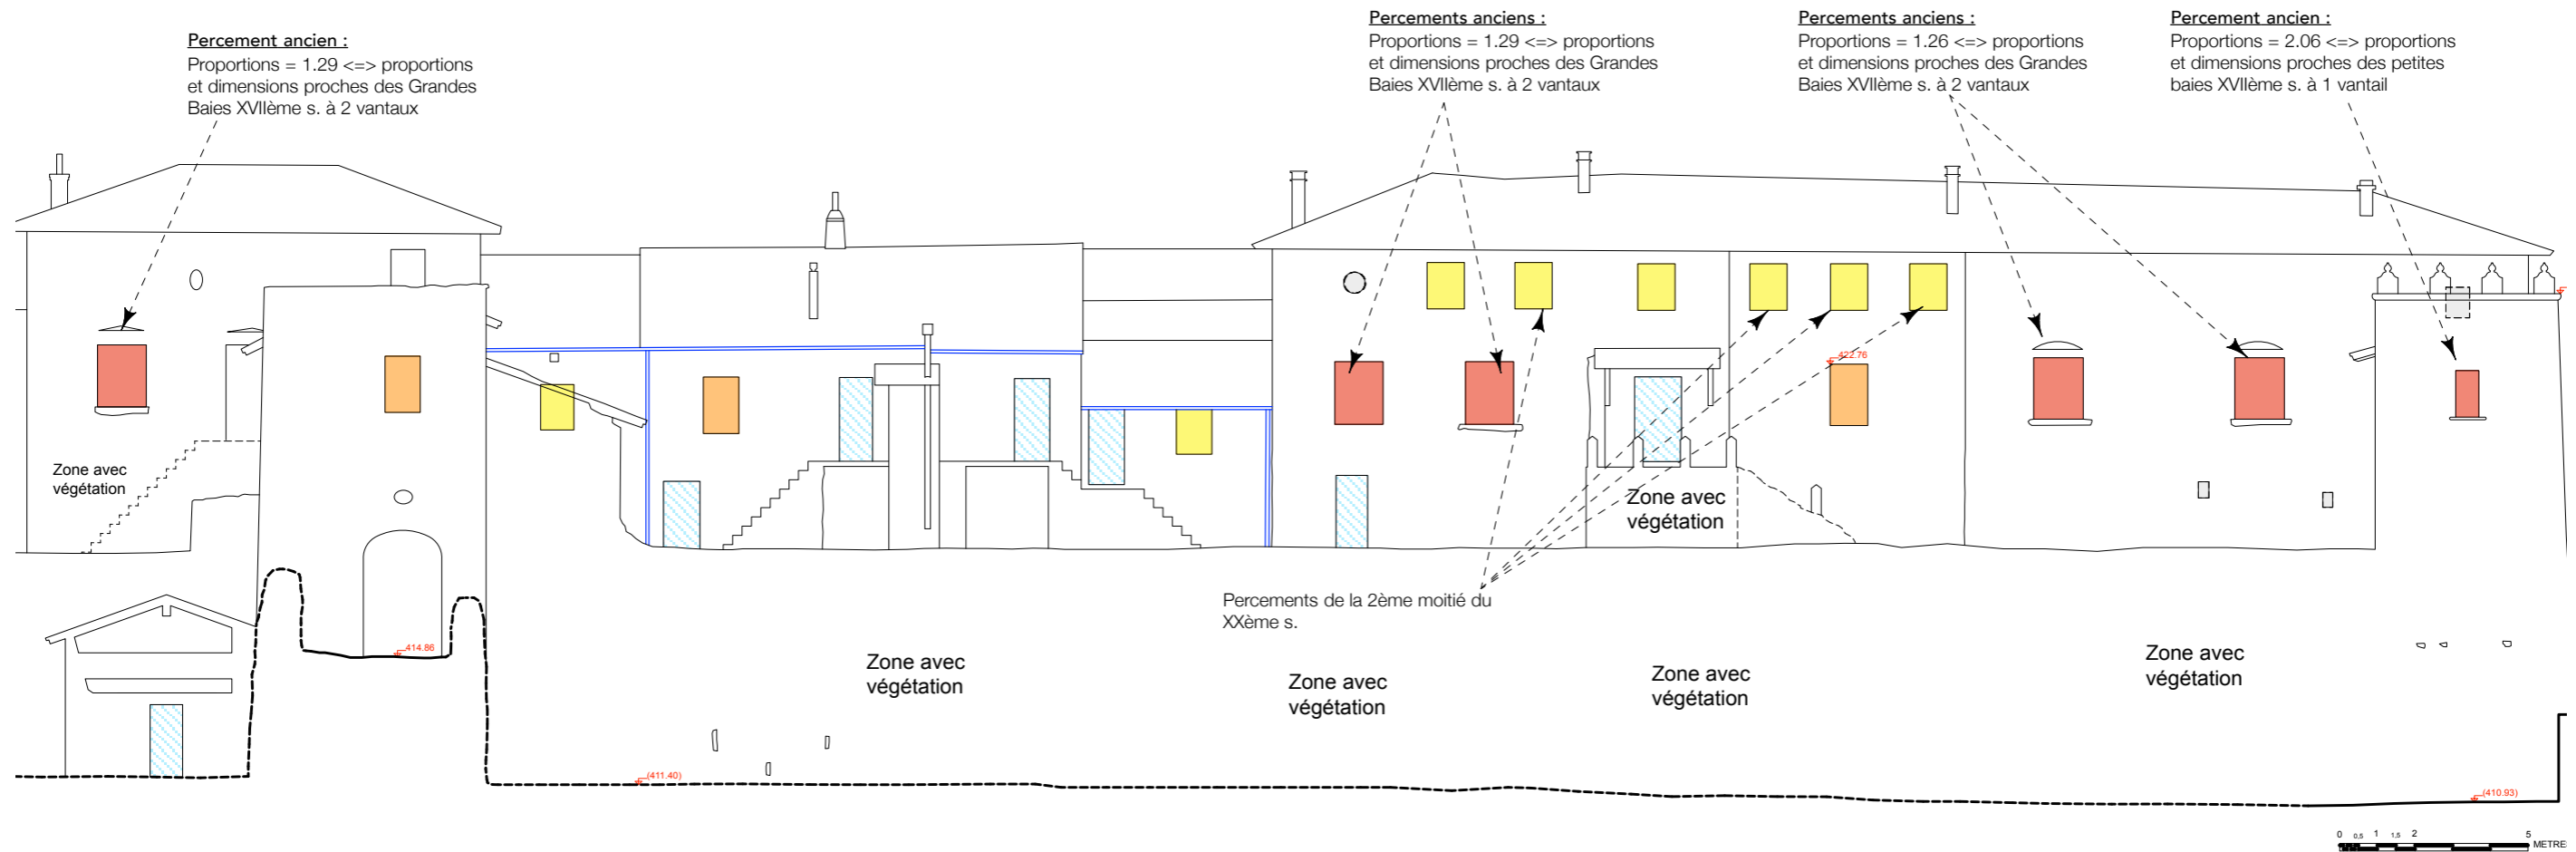 Percement ancien :
Proportions = 1.29 <=> proportions
et dimensions proches des Grandes
Baies XVIIème s. à 2 vantaux
Percements anciens :
Proportions = 1.29 <=> proportions
et dimensions proches des Grandes
Baies XVIIème s. à 2 vantaux
Percements anciens :
Proportions = 1.26 <=> proportions
et dimensions proches des Grandes
Baies XVIIème s. à 2 vantaux
Percement ancien :
Proportions = 2.06 <=> proportions
et dimensions proches des petites
baies XVIIème s. à 1 vantail
422.76
Zone avec
végétation
Zone avec
végétation
Percements de la 2ème moitié du
XXème s.
414.86
Zone avec
végétation
Zone avec
végétation
Zone avec
végétation
Zone avec
végétation
(411.40)
(410.93)
0 0,5 1 1,5 2 5
METRE